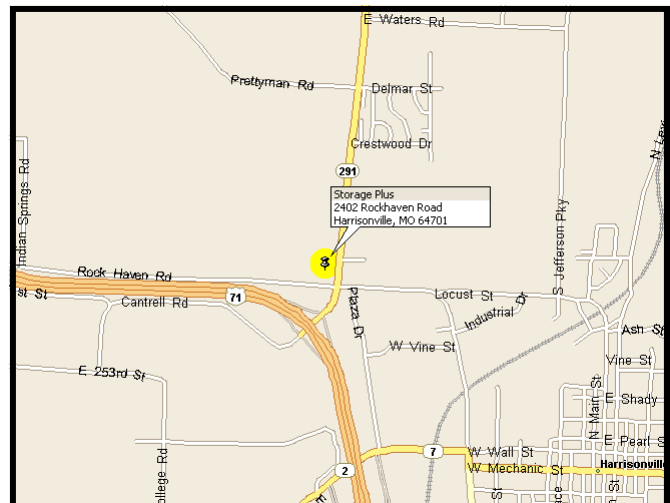 E Waters Rd
Prettyman Rd
Delmar St
Crestwood Dr
N Lex
291
Indian Springs Rd
Storage Plus
2402 Rockhaven Road
Harrisonville, MO 64701
S Jefferson Pky
Rock Haven Rd
st St
Cantrell Rd
71
Plaza Dr
Locust St
Industrial Dr
Ash St
W Vine St
Vine St
E 253rd St
N Main St
E Shady
E Pearl S
7
W Wall St
W Mechanic St
Harrisonville
2
ollege Rd
St
ce
E